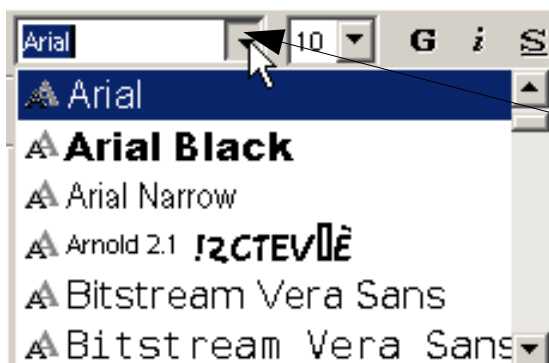 Arial 10 G i S
Arial
Arial Black
Arial Narrow
Arnold 2.1
Bitstream Vera Sans
Bitstream Vera Sans